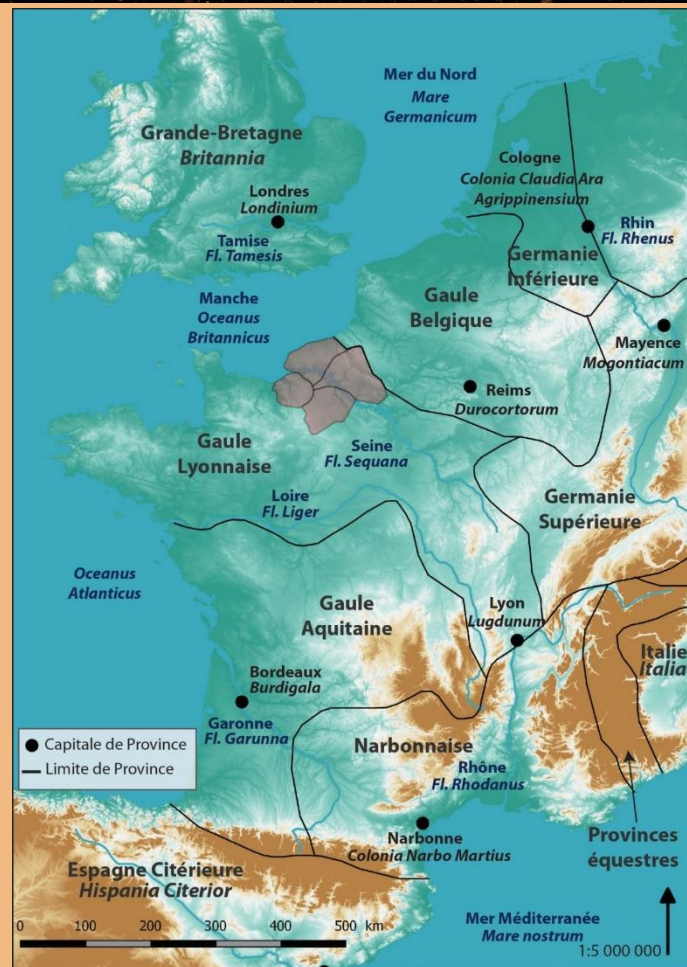 Mer du Nord
Mare
Germanicum
Grande-Bretagne
Britannia
Cologne
Colonia Claudia Ara
Agrippinensium
Londres
Londinium
Rhin
Fl. Rhenus
Tamise
Fl. Tamesis
Germanie
Inférieure
Manche
Oceanus
Britannicus
Gaule
Belgique
Mayence
Mogontiacum
Reims
Durocortorum
Gaule
Lyonnaise
Seine
Fl. Sequana
Loire
Fl. Liger
Germanie
Supérieure
Oceanus
Atlanticus
Gaule
Aquitaine
Lyon
Lugdunum
Italie
Italia
Bordeaux
Burdigala
Garonne
Fl. Garunna
Capitale de Province
Limite de Province
Narbonnaise
Rhône
Fl. Rhodanus
Narbonne
Colonia Narbo Martius
Provinces
équestres
Espagne Citérieure
Hispania Citerior
Mer Méditerranée
Mare nostrum
0 100 200 300 400 500 km
1:5 000 000